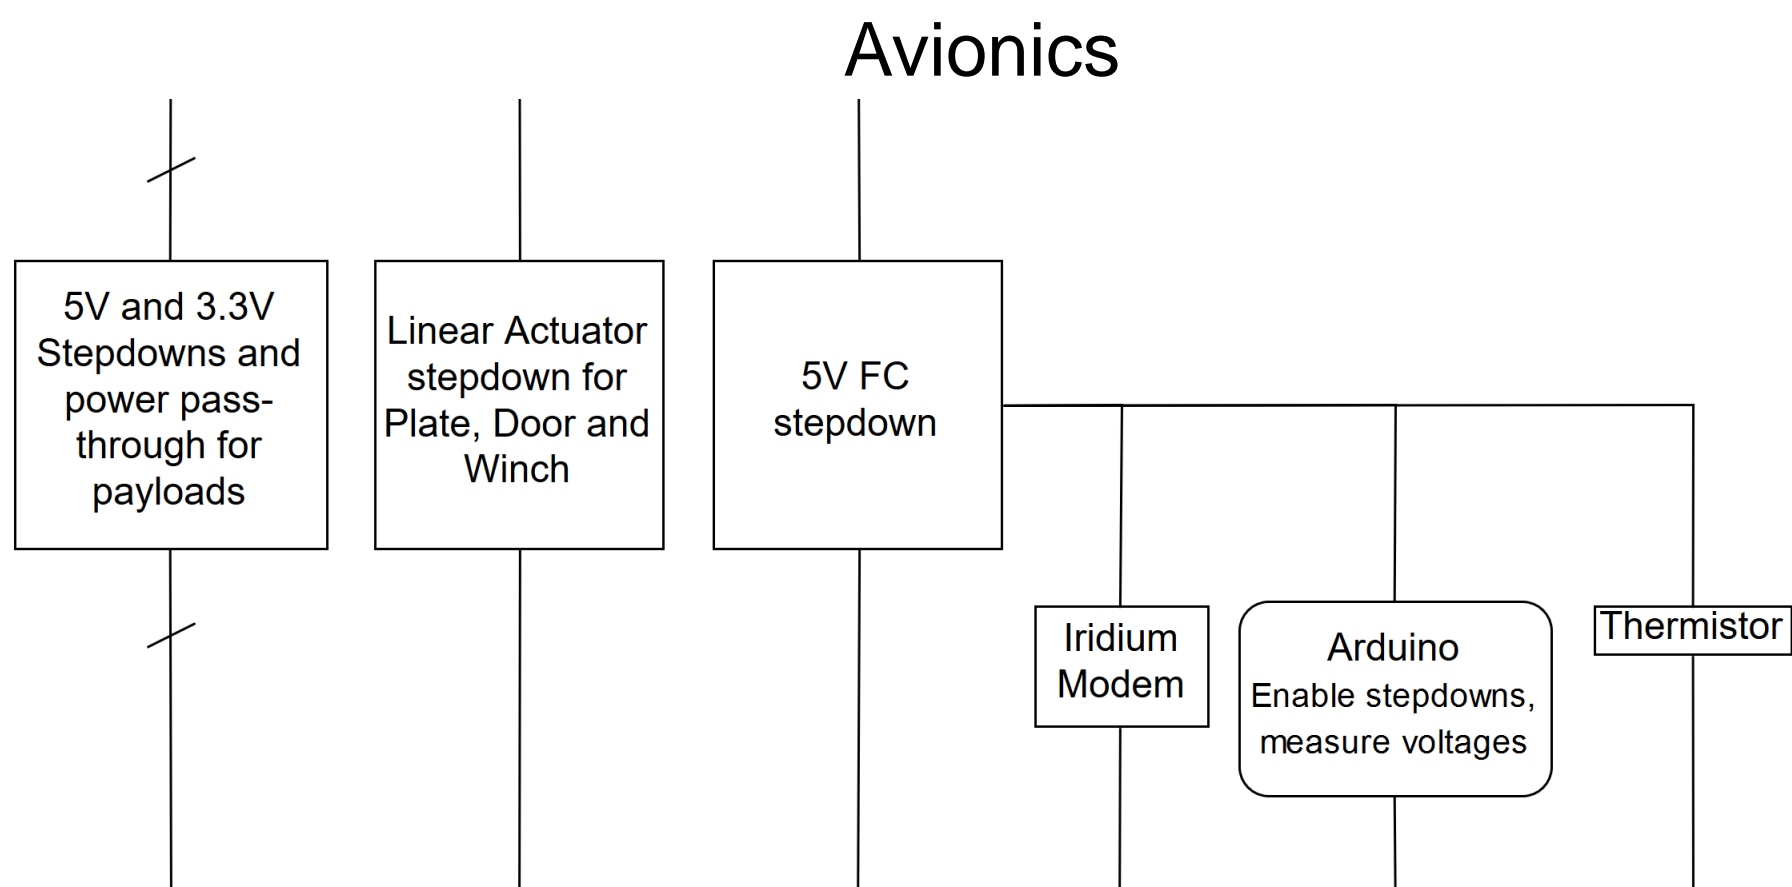 Avionics
5V and 3.3V
Stepdowns and
power pass-
through for
payloads
Linear Actuator
stepdown for
Plate, Door and
Winch
5V FC
stepdown
Iridium
Modem
Arduino
Enable stepdowns,
measure voltages
Thermistor